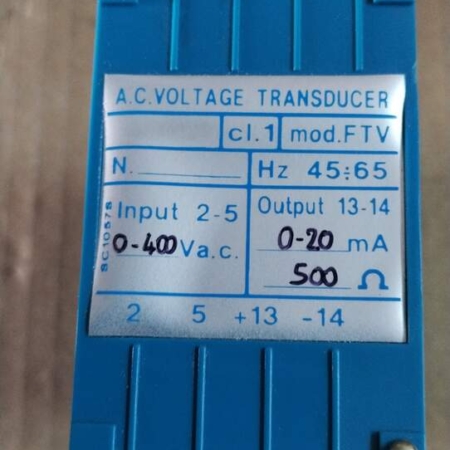 A.C. VOLTAGE TRANSDUCER
cl.1 mod.FTV
N. Hz 45÷65
Input 2-5 Output 13-14
0-400 Va.c. 0-20 mA
500 Ω
SC10578
2 5 +13 -14